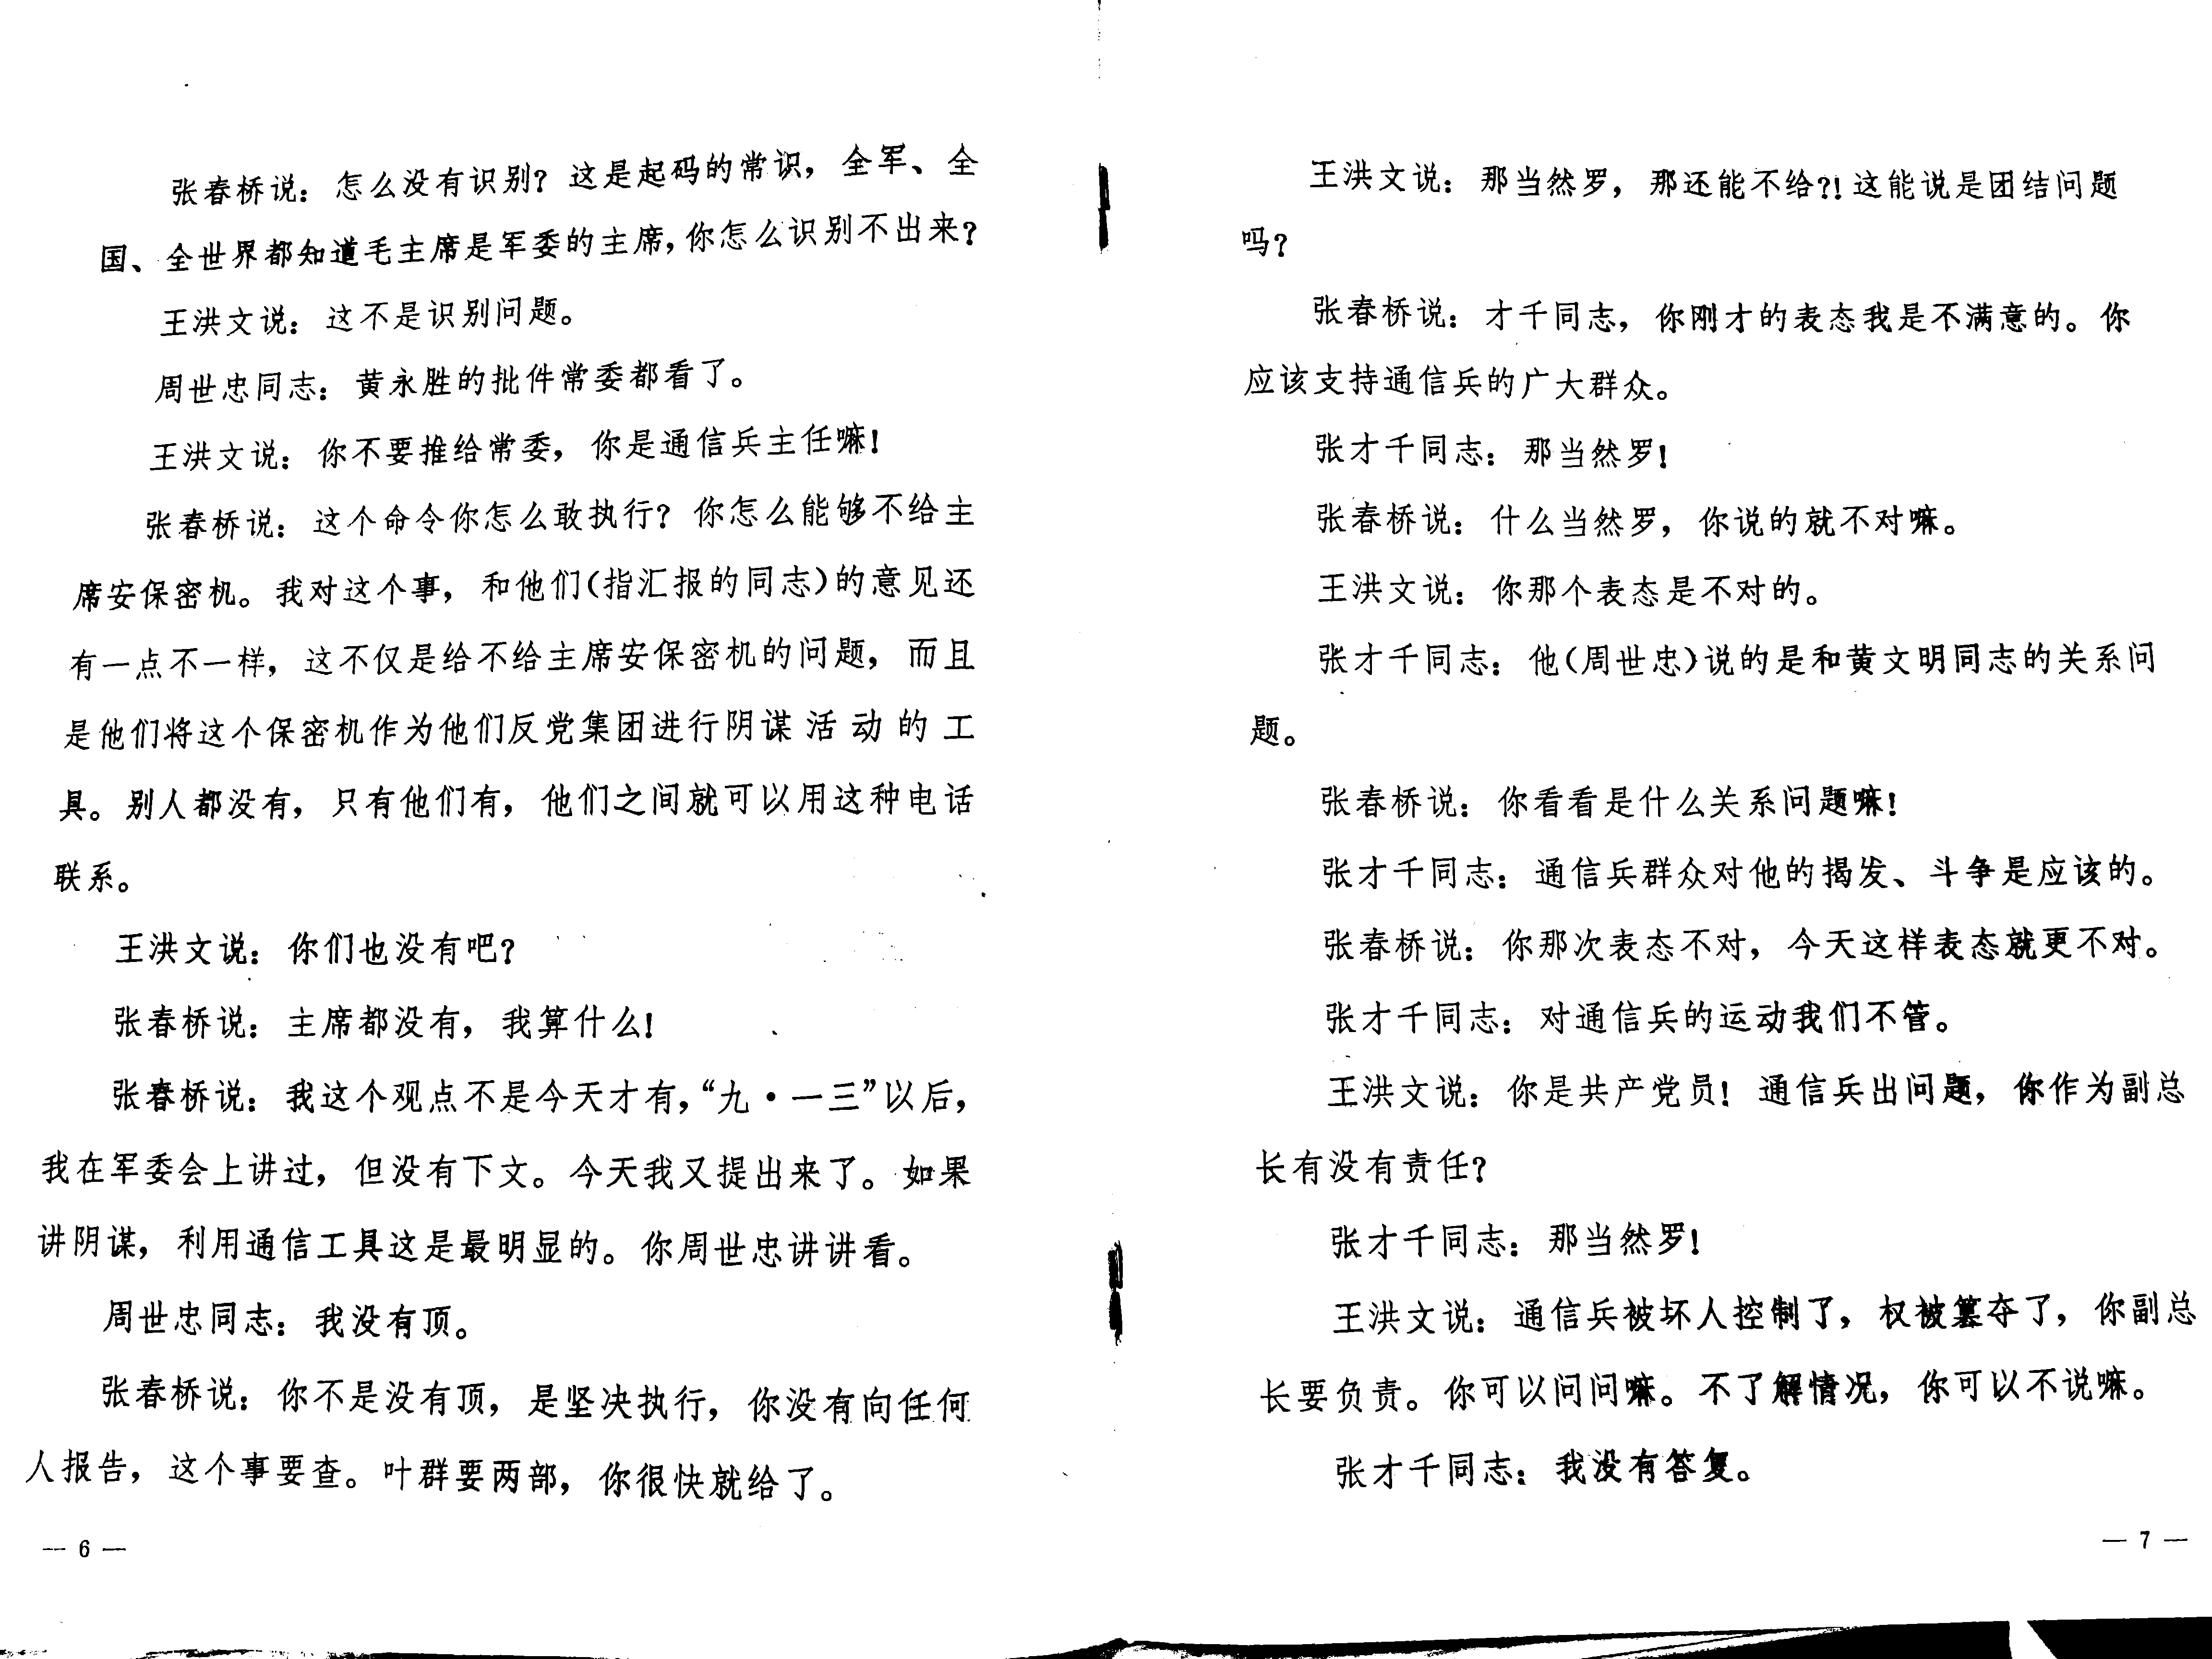 张春桥说：怎么没有识别？这是起码的常识，全军、全
国、全世界都知道毛主席是军委的主席，你怎么识别不出来？
王洪文说：这不是识别问题。
周世忠同志：黄永胜的批件常委都看了。
王洪文说：你不要推给常委，你是通信兵主任嘛！
张春桥说：这个命令你怎么敢执行？你怎么能够不给主
席安保密机。我对这个事，和他们（指汇报的同志）的意见还
有一点不一样，这不仅是给不给主席安保密机的问题，而且
是他们将这个保密机作为他们反党集团进行阴谋活动的工
具。别人都没有，只有他们有，他们之间就可以用这种电话
联系。
王洪文说：你们也没有吧？
张春桥说：主席都没有，我算什么！
张春桥说：我这个观点不是今天才有，“九·一三”以后，
我在军委会上讲过，但没有下文。今天我又提出来了。如果
讲阴谋，利用通信工具这是最明显的。你周世忠讲讲看。
周世忠同志：我没有顶。
张春桥说：你不是没有顶，是坚决执行，你没有向任何
人报告，这个事要查。叶群要两部，你很快就给了。
— 6 —
王洪文说：那当然罗，那还能不给？！这能说是团结问题
吗？
张春桥说：才千同志，你刚才的表态我是不满意的。你
应该支持通信兵的广大群众。
张才千同志：那当然罗！
张春桥说：什么当然罗，你说的就不对嘛。
王洪文说：你那个表态是不对的。
张才千同志：他（周世忠）说的是和黄文明同志的关系问
题。
张春桥说：你看看是什么关系问题嘛！
张才千同志：通信兵群众对他的揭发、斗争是应该的。
张春桥说：你那次表态不对，今天这样表态就更不对。
张才千同志：对通信兵的运动我们不管。
王洪文说：你是共产党员！通信兵出问题，你作为副总
长有没有责任？
张才千同志：那当然罗！
王洪文说：通信兵被坏人控制了，权被篡夺了，你副总
长要负责。你可以问问嘛。不了解情况，你可以不说嘛。
张才千同志：我没有答复。
— 7 —